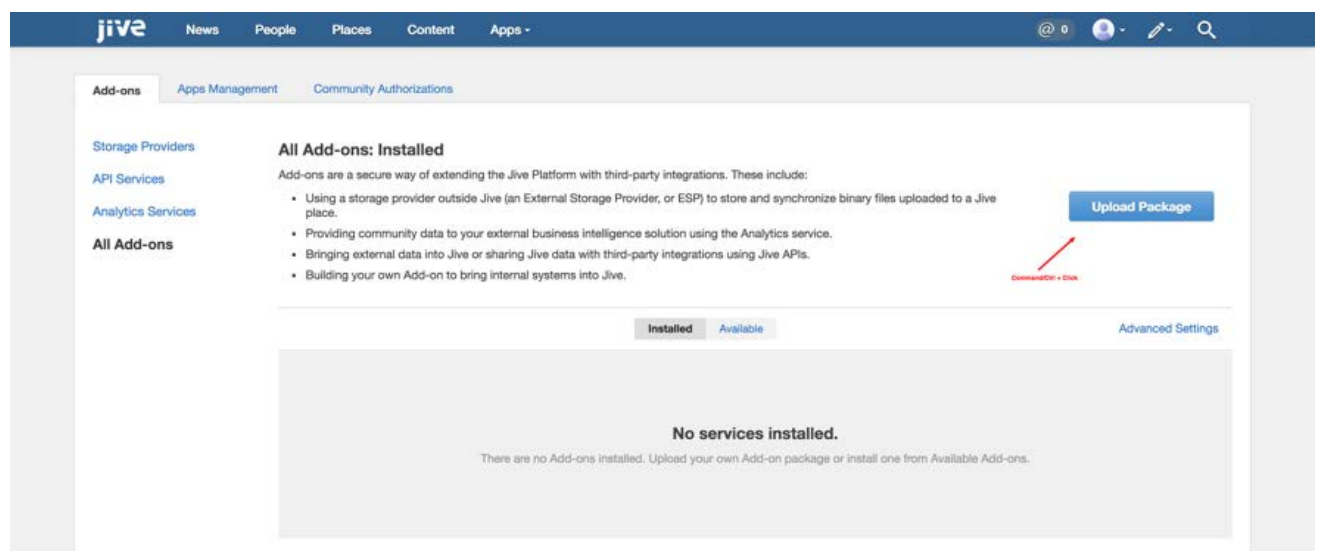 jive News People Places Content Apps @ 0
Add-ons Apps Management Community Authorizations
Storage Providers
API Services
Analytics Services
All Add-ons
All Add-ons: Installed
Add-ons are a secure way of extending the Jive Platform with third-party integrations. These include:
• Using a storage provider outside Jive (an External Storage Provider, or ESP) to store and synchronize binary files uploaded to a Jive
place.
• Providing community data to your external business intelligence solution using the Analytics service.
• Bringing external data into Jive or sharing Jive data with third-party integrations using Jive APIs.
• Building your own Add-on to bring internal systems into Jive.
Upload Package
Command/Ctrl + Click
Installed Available Advanced Settings
No services installed.
There are no Add-ons installed. Upload your own Add-on package or install one from Available Add-ons.